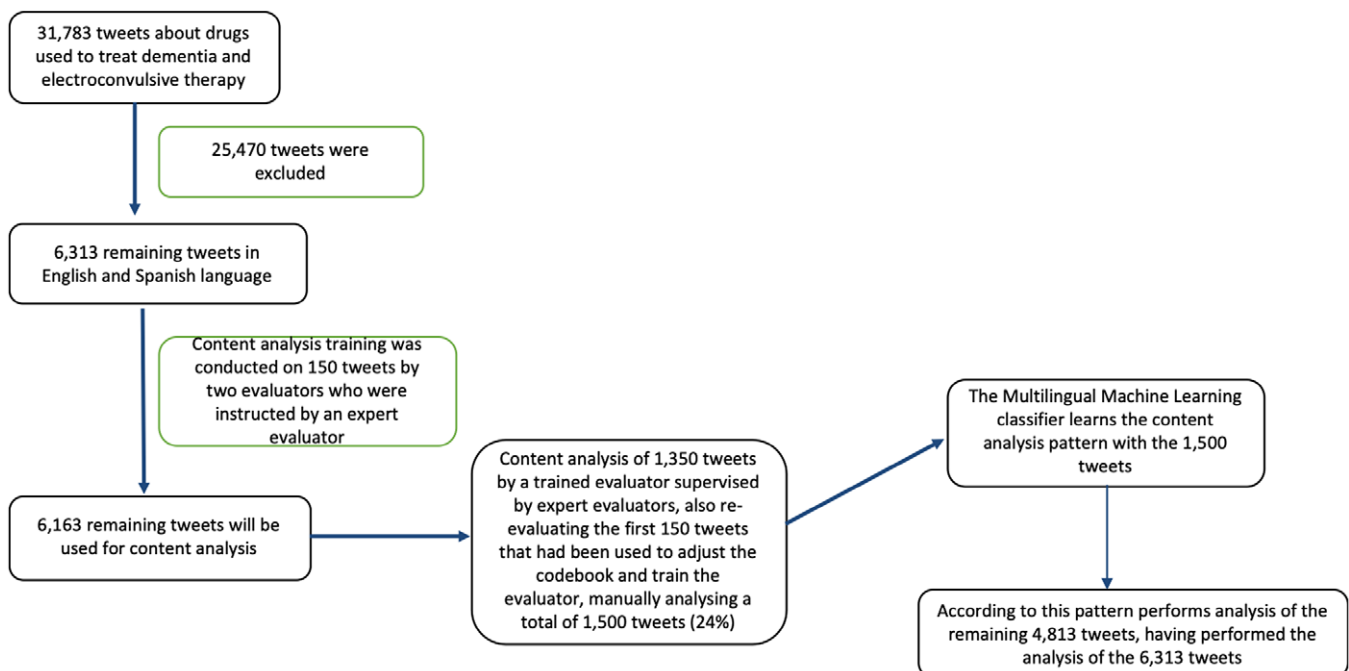 31,783 tweets about drugs
used to treat dementia and
electroconvulsive therapy
25,470 tweets were
excluded
6,313 remaining tweets in
English and Spanish language
Content analysis training was
conducted on 150 tweets by
two evaluators who were
instructed by an expert
evaluator
6,163 remaining tweets will be
used for content analysis
Content analysis of 1,350 tweets
by a trained evaluator supervised
by expert evaluators, also re-
evaluating the first 150 tweets
that had been used to adjust the
codebook and train the
evaluator, manually analysing a
total of 1,500 tweets (24%)
The Multilingual Machine Learning
classifier learns the content
analysis pattern with the 1,500
tweets
According to this pattern performs analysis of the
remaining 4,813 tweets, having performed the
analysis of the 6,313 tweets